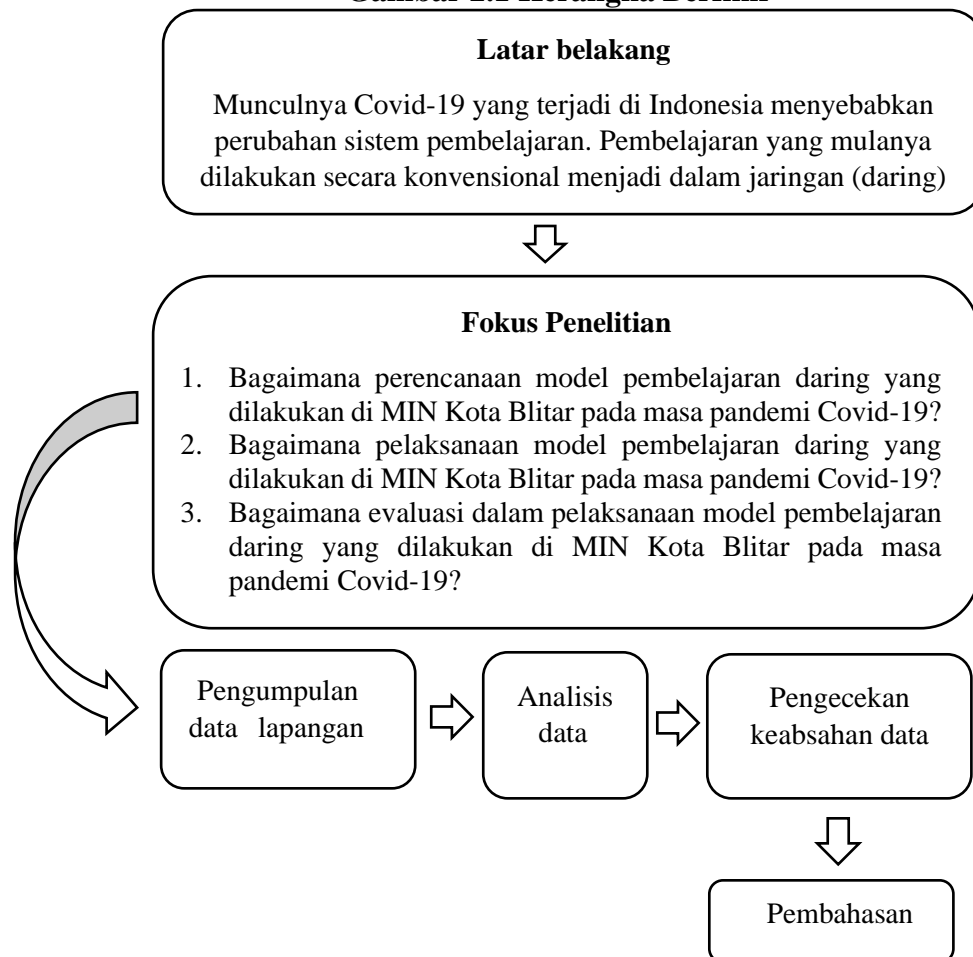 Latar belakang
Munculnya Covid-19 yang terjadi di Indonesia menyebabkan
perubahan sistem pembelajaran. Pembelajaran yang mulanya
dilakukan secara konvensional menjadi dalam jaringan (daring)
Fokus Penelitian
1. Bagaimana perencanaan model pembelajaran daring yang
dilakukan di MIN Kota Blitar pada masa pandemi Covid-19?
2. Bagaimana pelaksanaan model pembelajaran daring yang
dilakukan di MIN Kota Blitar pada masa pandemi Covid-19?
3. Bagaimana evaluasi dalam pelaksanaan model pembelajaran
daring yang dilakukan di MIN Kota Blitar pada masa
pandemi Covid-19?
Pengumpulan
data lapangan
Analisis
data
Pengecekan
keabsahan data
Pembahasan